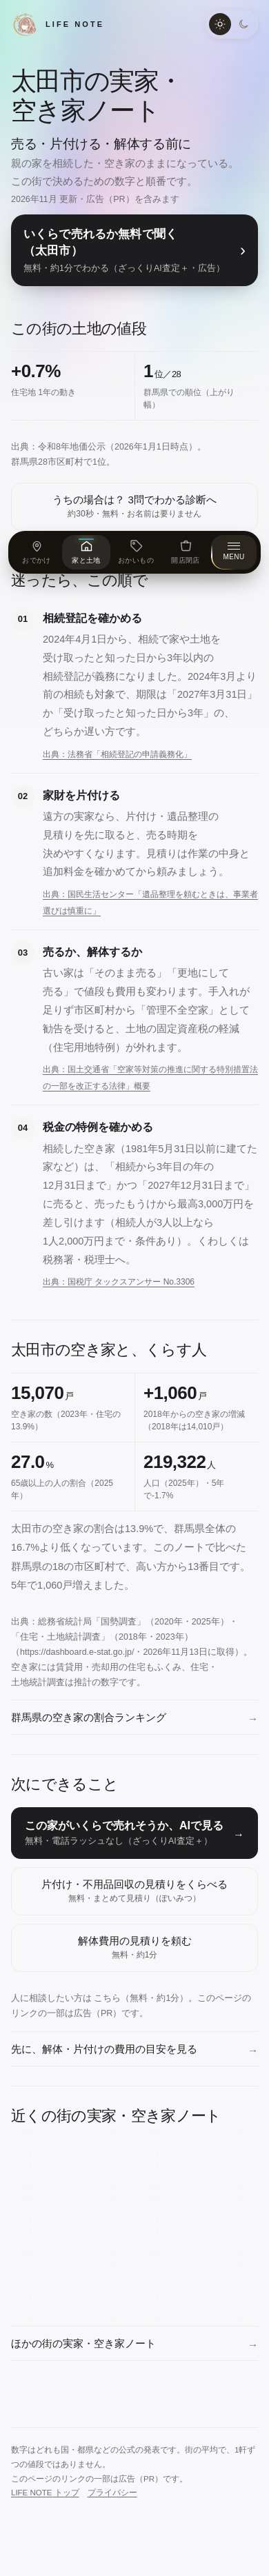 LIFE NOTE
太田市の実家・
空き家ノート
売る・片付ける・解体する前に
親の家を相続した・空き家のままになっている。
この街で決めるための数字と順番です。
2026年11月 更新・広告（PR）を含みます
いくらで売れるか無料で聞く
（太田市）
無料・約1分でわかる（ざっくりAI査定＋・広告）
›
この街の土地の値段
+0.7%
住宅地 1年の動き
1位／28
群馬県での順位（上がり
幅）
出典：令和8年地価公示（2026年1月1日時点）。
群馬県28市区町村で1位。
うちの場合は？ 3問でわかる診断へ
約30秒・無料・お名前は要りません
おでかけ
家と土地
おかいもの
開店閉店
MENU
迷ったら、この順で
01
相続登記を確かめる
2024年4月1日から、相続で家や土地を
受け取ったと知った日から3年以内の
相続登記が義務になりました。2024年3月より
前の相続も対象で、期限は「2027年3月31日」
か「受け取ったと知った日から3年」の、
どちらか遅い方です。
出典：法務省「相続登記の申請義務化」
02
家財を片付ける
遠方の実家なら、片付け・遺品整理の
見積りを先に取ると、売る時期を
決めやすくなります。見積りは作業の中身と
追加料金を確かめてから頼みましょう。
出典：国民生活センター「遺品整理を頼むときは、事業者
選びは慎重に」
03
売るか、解体するか
古い家は「そのまま売る」「更地にして
売る」で値段も費用も変わります。手入れが
足りず市区町村から「管理不全空家」として
勧告を受けると、土地の固定資産税の軽減
（住宅用地特例）が外れます。
出典：国土交通省「空家等対策の推進に関する特別措置法
の一部を改正する法律」概要
04
税金の特例を確かめる
相続した空き家（1981年5月31日以前に建てた
家など）は、「相続から3年目の年の
12月31日まで」かつ「2027年12月31日まで」
に売ると、売ったもうけから最高3,000万円を
差し引けます（相続人が3人以上なら
1人2,000万円まで・条件あり）。くわしくは
税務署・税理士へ。
出典：国税庁 タックスアンサー No.3306
太田市の空き家と、くらす人
15,070戸
空き家の数（2023年・住宅の
13.9%）
+1,060戸
2018年からの空き家の増減
（2018年は14,010戸）
27.0%
65歳以上の人の割合（2025
年）
219,322人
人口（2025年）・5年
で-1.7%
太田市の空き家の割合は13.9%で、群馬県全体の
16.7%より低くなっています。このノートで比べた
群馬県の18の市区町村で、高い方から13番目です。
5年で1,060戸増えました。
出典：総務省統計局「国勢調査」（2020年・2025年）・
「住宅・土地統計調査」（2018年・2023年）
（https://dashboard.e-stat.go.jp/・2026年11月13日に取得）。
空き家には賃貸用・売却用の住宅もふくみ、住宅・
土地統計調査は推計の数字です。
群馬県の空き家の割合ランキング →
次にできること
この家がいくらで売れそうか、AIで見る
無料・電話ラッシュなし（ざっくりAI査定＋）
→
片付け・不用品回収の見積りをくらべる
無料・まとめて見積り（ぽいみつ）
解体費用の見積りを頼む
無料・約1分
人に相談したい方は こちら（無料・約1分）。このページの
リンクの一部は広告（PR）です。
先に、解体・片付けの費用の目安を見る →
近くの街の実家・空き家ノート
ほかの街の実家・空き家ノート →
数字はどれも国・都県などの公式の発表です。街の平均で、1軒ず
つの値段ではありません。
このページのリンクの一部は広告（PR）です。
LIFE NOTE トップ プライバシー